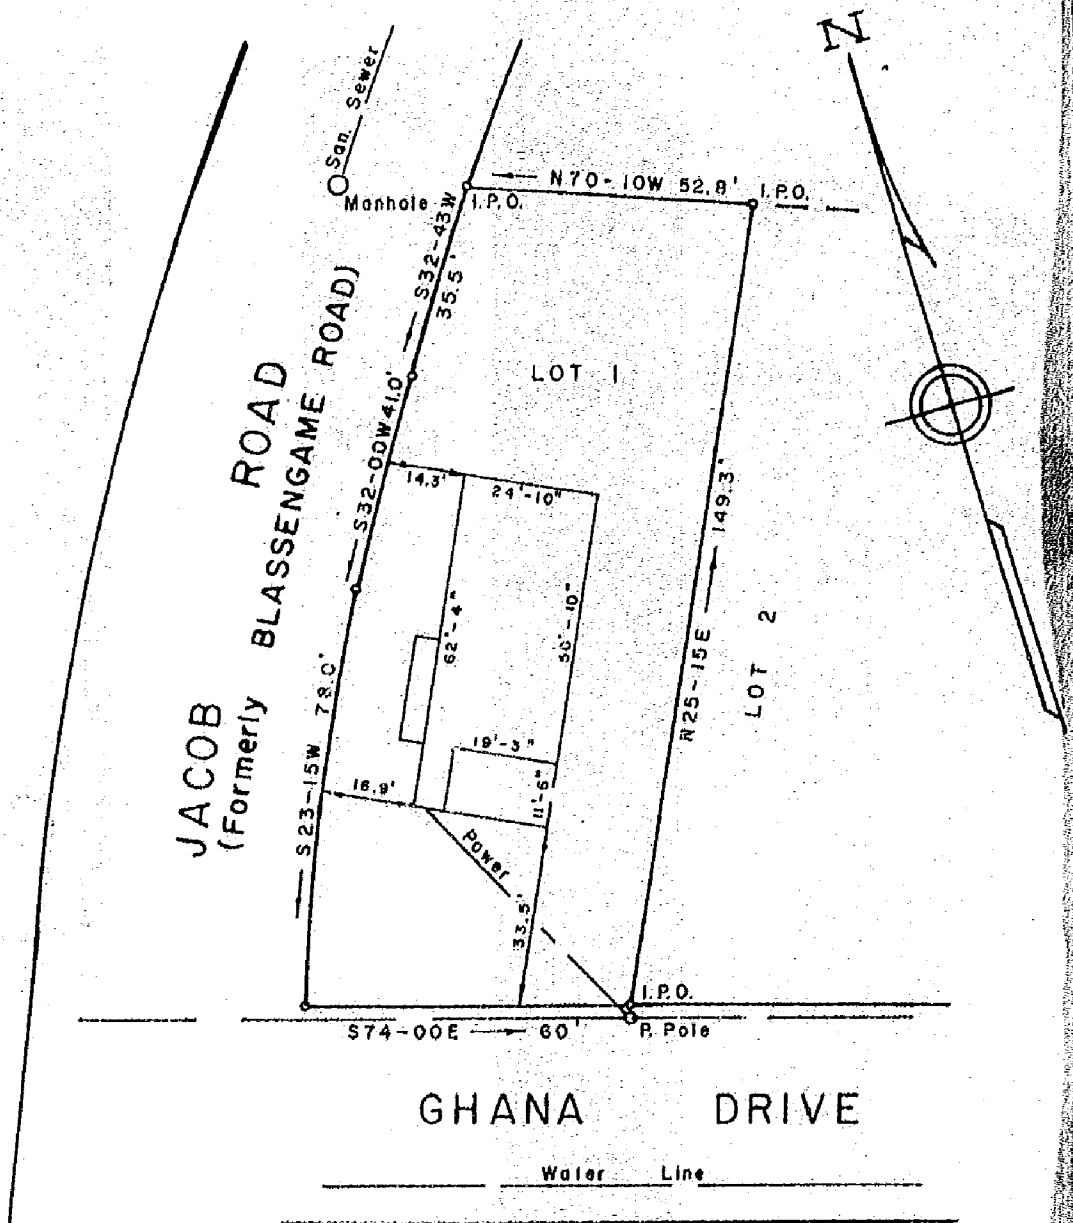 N
San. Sewer
Manhole
I.P.O.
N70-10W 52.8'
I.P.O.
S32-43W
35.5'
LOT 1
S32-00W 41.0'
14.3'
24'-10"
N25-15E 149.3'
LOT 2
62'-4"
50'-10"
S23-15W 78.0'
JACOB ROAD
(Formerly BLASSENGAME ROAD)
19'-3"
16.9'
11'-6"
Power
33.5'
I.P.O.
S74-00E 60'
P. Pole
GHANA DRIVE
Water Line